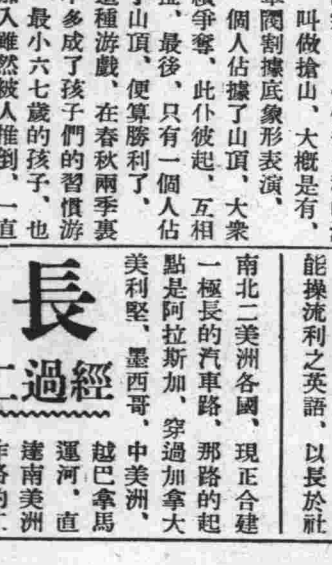 叫做搶山、大概是有、
軍閥割據底象形表演、
個人佔據了山頂、大衆
爭奪、此仆彼起、互相
最後、只有一個人佔
山頂、便算勝利了、
種游戲、在春秋兩季裏
多成了孩子們的習慣游
最小六七歲的孩子、也
雖然被人推到、一直
能操流利之英語、以長於社
南北二美洲各國、現正合建
一極長的汽車路、那路的起
點是阿拉斯加、穿過加拿大
美利堅、墨西哥、中美洲、
越巴拿馬
運河、直
達南美洲
長
經過